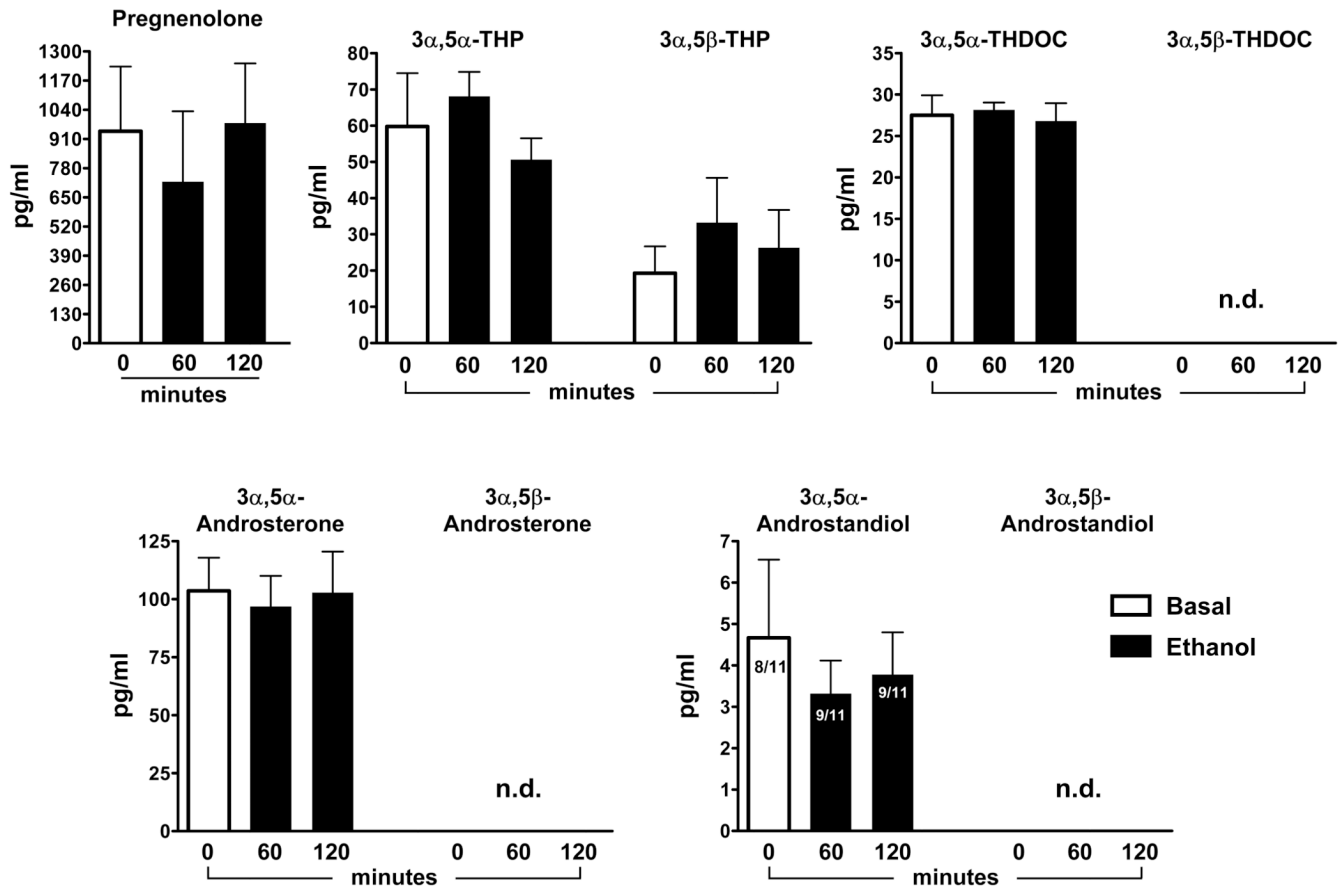 Pregnenolone
1300
1170
1040
910
780
650
520
390
260
130
0
pg/ml
0 60 120
minutes
3α,5α-THP 3α,5β-THP
80
70
60
50
40
30
20
10
0
pg/ml
0 60 120 0 60 120
minutes
3α,5α-THDOC 3α,5β-THDOC
35
30
25
20
15
10
5
0
pg/ml
n.d.
0 60 120 0 60 120
minutes
3α,5α- 3α,5β-
Androsterone Androsterone
125
100
75
50
25
0
pg/ml
n.d.
0 60 120 0 60 120
minutes
3α,5α- 3α,5β-
Androstandiol Androstandiol
7
6
5
4
3
2
1
0
pg/ml
8/11
9/11
9/11
n.d.
0 60 120 0 60 120
minutes
Basal
Ethanol